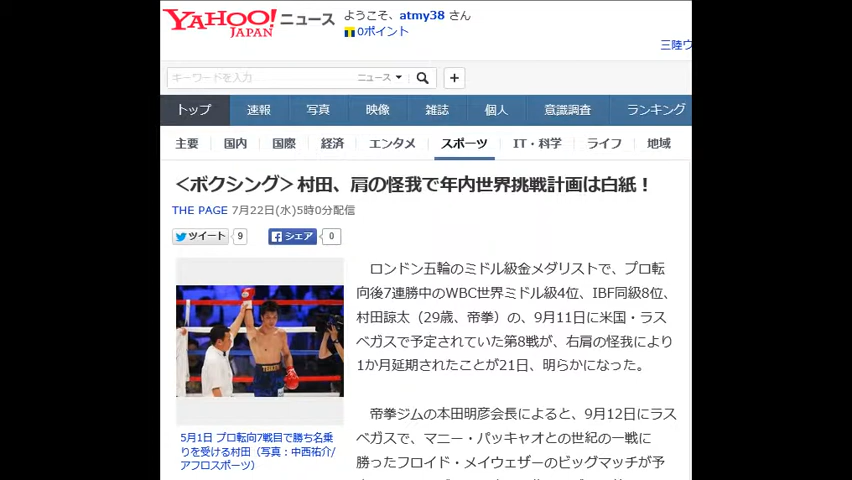 YAHOO! JAPAN ニュース
ようこそ、atmy38 さん
0ポイント
三陸ウ
キーワードを入力 ニュース
トップ 速報 写真 映像 雑誌 個人 意識調査 ランキング
主要 国内 国際 経済 エンタメ スポーツ IT・科学 ライフ 地域
＜ボクシング＞村田、肩の怪我で年内世界挑戦計画は白紙！
THE PAGE 7月22日(水)5時0分配信
ツイート 9 シェア 0
ロンドン五輪のミドル級金メダリストで、プロ転
向後7連勝中のWBC世界ミドル級4位、IBF同級8位、
村田諒太（29歳、帝拳）の、9月11日に米国・ラス
ベガスで予定されていた第8戦が、右肩の怪我により
1か月延期されたことが21日、明らかになった。
帝拳ジムの本田明彦会長によると、9月12日にラス
ベガスで、マニー・パッキャオとの世紀の一戦に
勝ったフロイド・メイウェザーのビッグマッチが予
5月1日 プロ転向7戦目で勝ち名乗
りを受ける村田（写真：中西祐介/
アフロスポーツ）